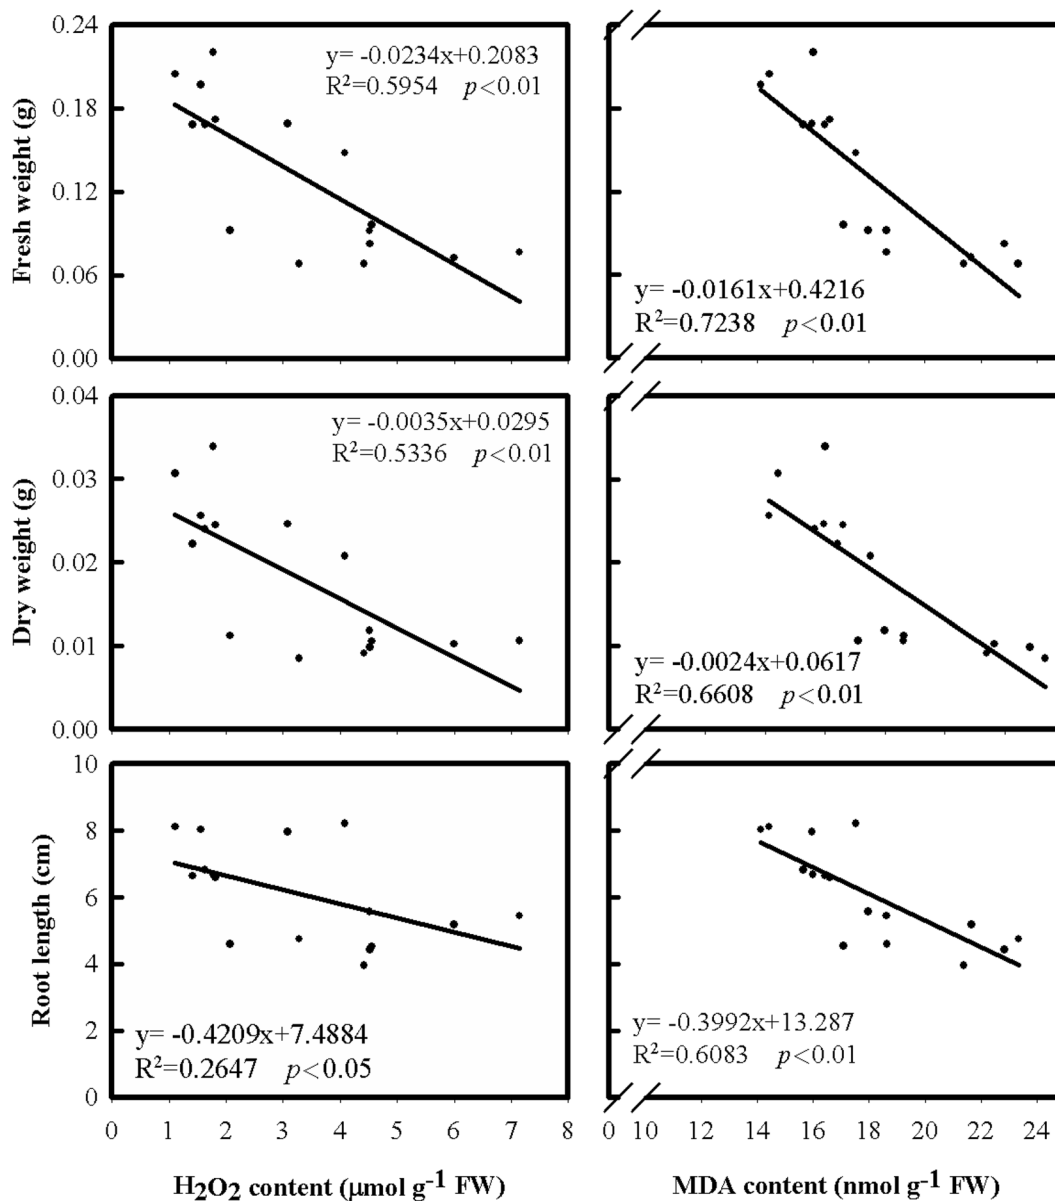 0.24
0.18
0.12
0.06
0.00
Fresh weight (g)
y= -0.0234x+0.2083
R²=0.5954 p<0.01
y= -0.0161x+0.4216
R²=0.7238 p<0.01
0.04
0.03
0.02
0.01
0.00
Dry weight (g)
y= -0.0035x+0.0295
R²=0.5336 p<0.01
y= -0.0024x+0.0617
R²=0.6608 p<0.01
10
8
6
4
2
0
Root length (cm)
y= -0.4209x+7.4884
R²=0.2647 p<0.05
y= -0.3992x+13.287
R²=0.6083 p<0.01
0 1 2 3 4 5 6 7 8
0 10 12 14 16 18 20 22 24
H₂O₂ content (μmol g⁻¹ FW)
MDA content (nmol g⁻¹ FW)